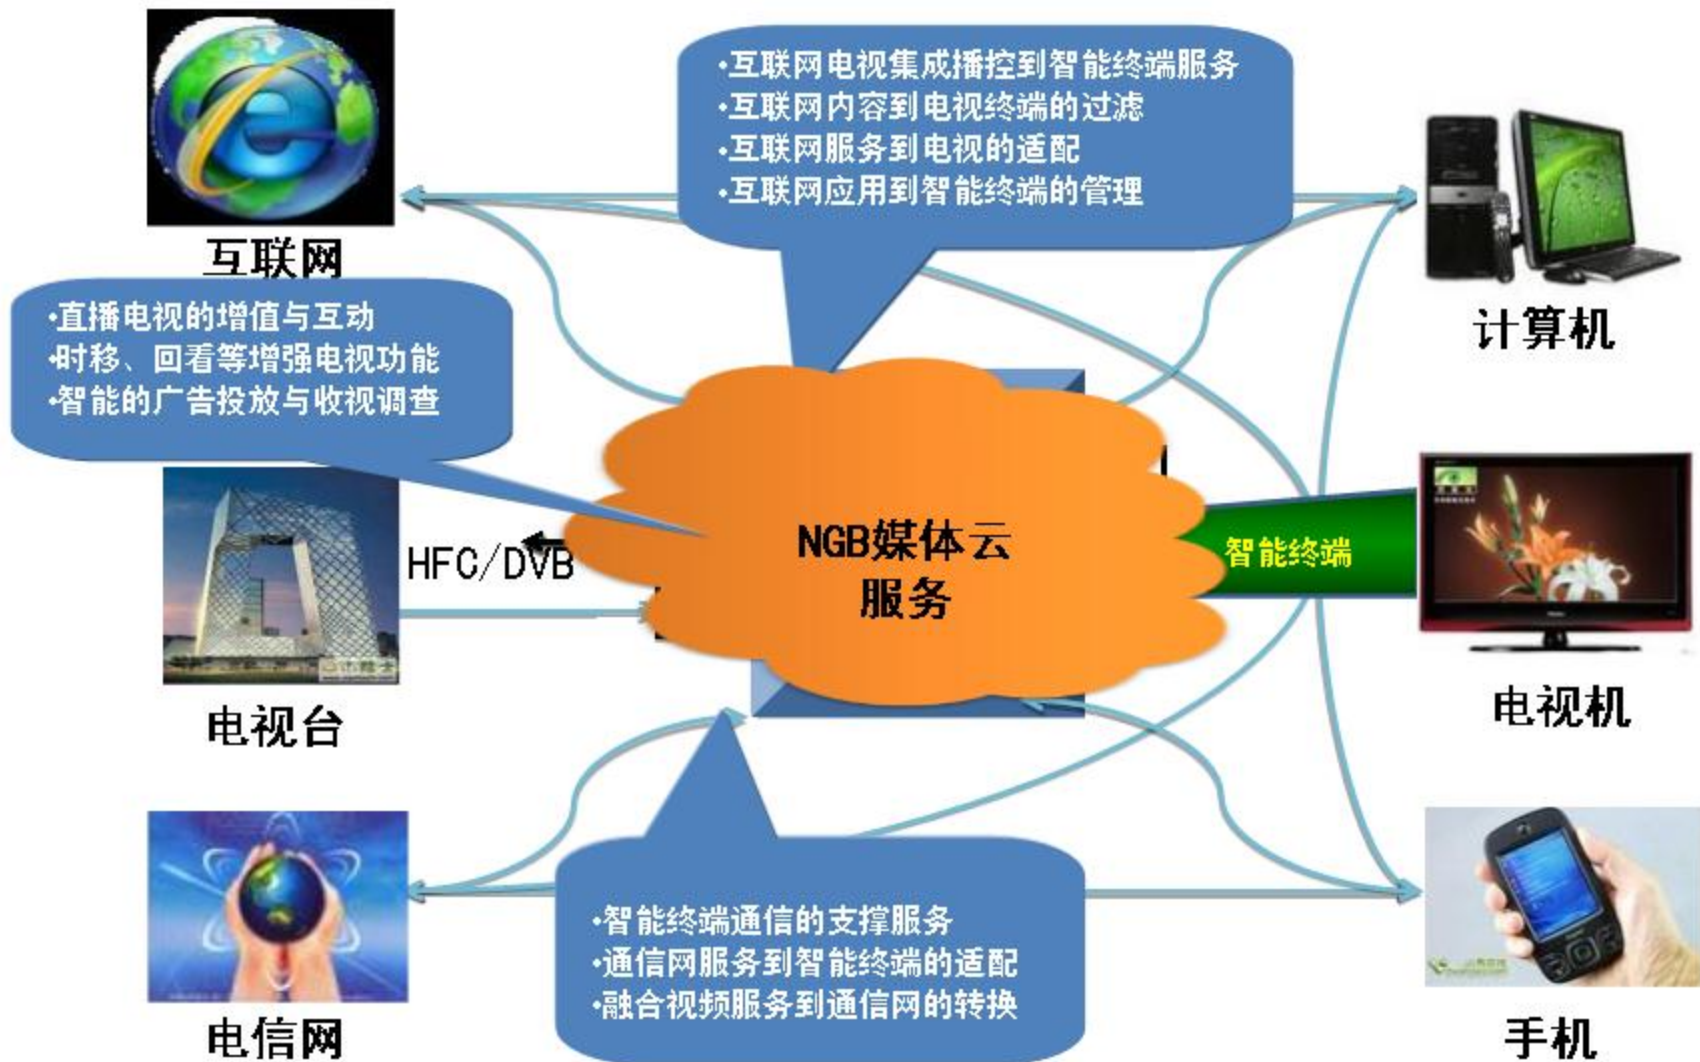 ·互联网电视集成播控到智能终端服务
·互联网内容到电视终端的过滤
·互联网服务到电视的适配
·互联网应用到智能终端的管理
互联网
计算机
·直播电视的增值与互动
·时移、回看等增强电视功能
·智能的广告投放与收视调查
HFC/DVB
NGB媒体云
服务
智能终端
电视台
电视机
·智能终端通信的支撑服务
·通信网服务到智能终端的适配
·融合视频服务到通信网的转换
电信网
手机